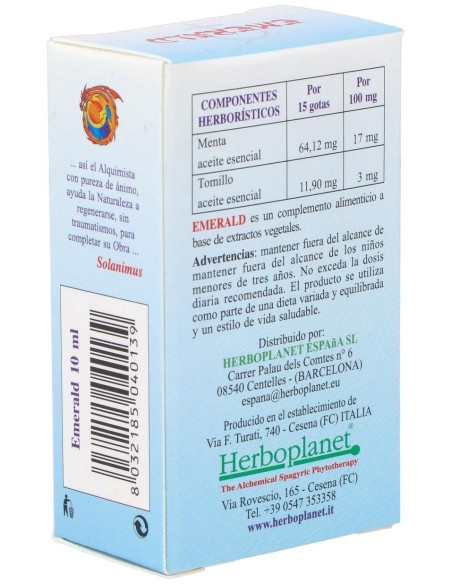 EMERALD
COMPONENTES HERBORÍSTICOS
Por 15 gotas
Por 100 mg
Menta aceite esencial
64,12 mg
17 mg
Tomillo aceite esencial
11,90 mg
3 mg
EMERALD es un complemento alimenticio a
base de extractos vegetales.
Advertencias: mantener fuera del alcance de
mantener fuera del alcance de los niños
menores de tres años. No exceda la dosis
diaria recomendada. El producto se utiliza
como parte de una dieta variada y equilibrada
y un estilo de vida saludable.
Distribuido por:
HERBOPLANET ESPAñA SL
Carrer Palau dels Comtes n° 6
08540 Centelles - (BARCELONA)
espana@herboplanet.eu
Producido en el establecimento de
Via F. Turati, 740 - Cesena (FC) ITALIA
Herboplanet®
The Alchemical Spagyric Phytotherapy
Via Rovescio, 165 - Cesena (FC)
Tel. +39 0547 353358
www.herboplanet.it
... así el Alquimista
con pureza de ánimo,
ayuda la Naturaleza a
regenerarse, sin
traumatismos, para
completar su Obra ...
Solanimus
Emerald 10 ml
8 032185 040139